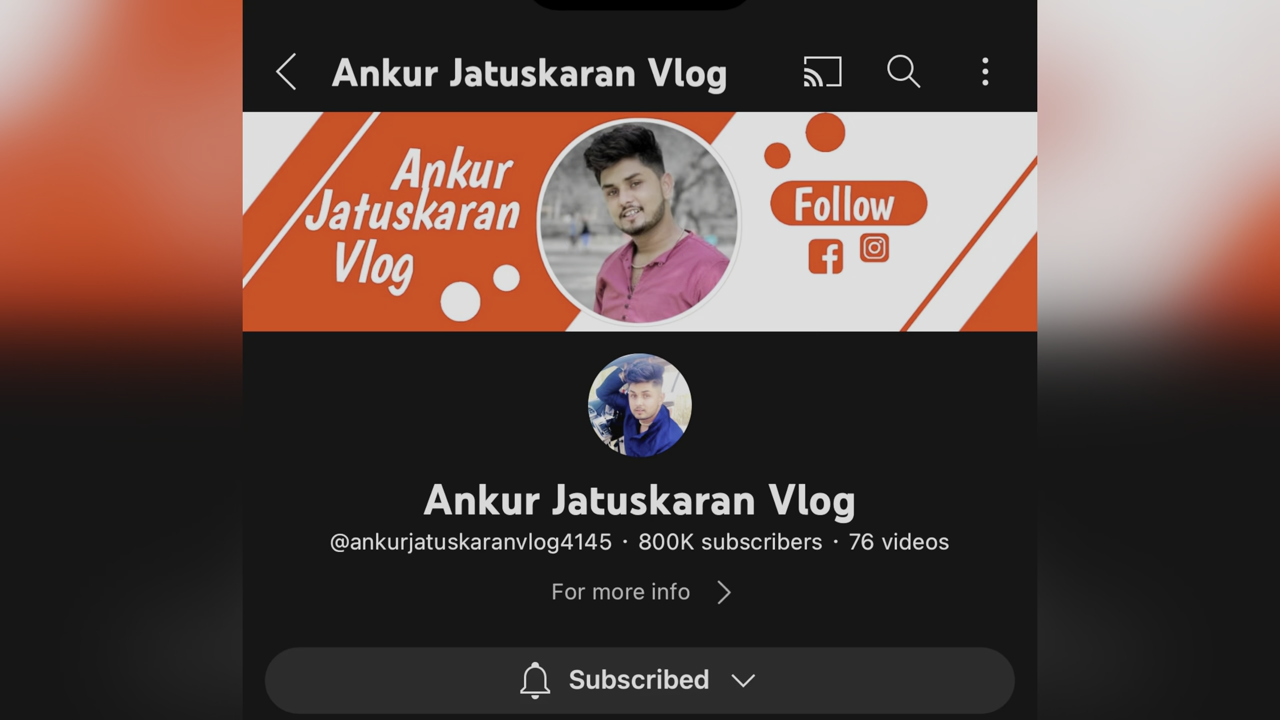 Ankur Jatuskaran Vlog
Ankur
Jatuskaran
Vlog
Follow
Ankur Jatuskaran Vlog
@ankurjatuskaranvlog4145 · 800K subscribers · 76 videos
For more info
Subscribed